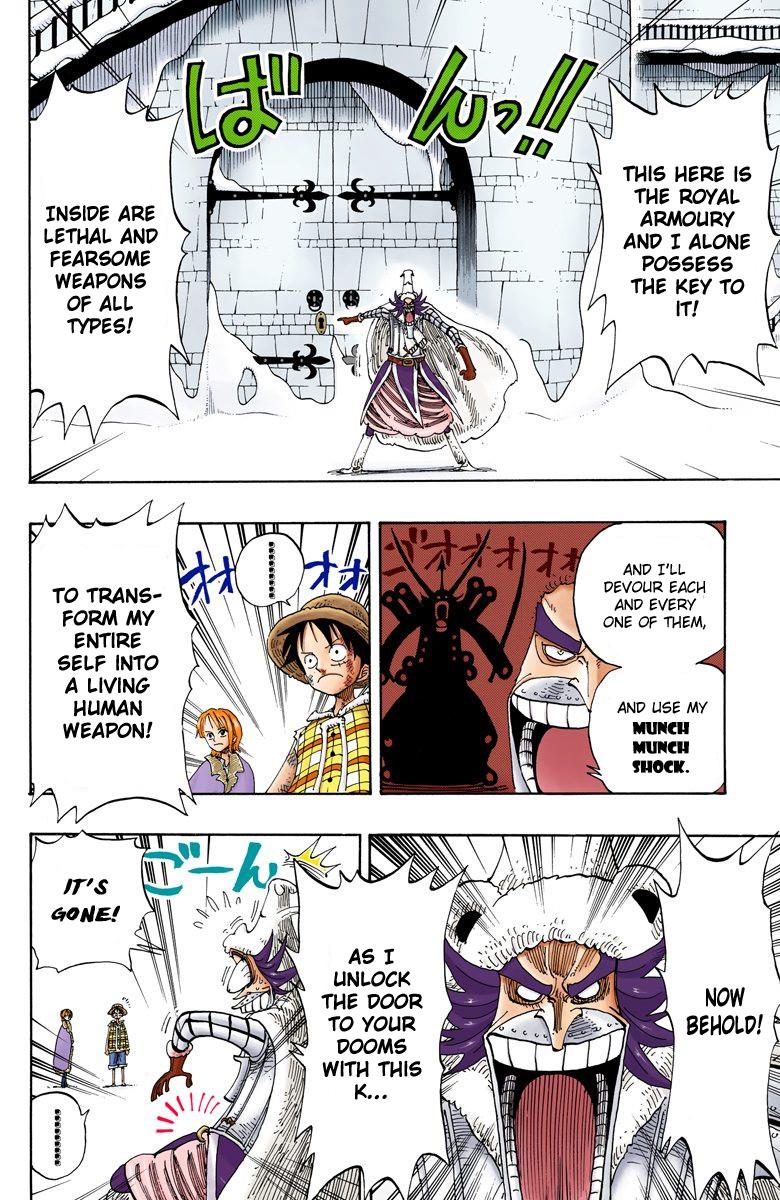 ばんっ!!
THIS HERE IS
THE ROYAL
ARMOURY
AND I ALONE
POSSESS
THE KEY TO
IT!
INSIDE ARE
LETHAL AND
FEARSOME
WEAPONS
OF ALL
TYPES!
ゴオオオオオ
AND I'LL
DEVOUR EACH
AND EVERY
ONE OF THEM,
AND USE MY
MUNCH
MUNCH
SHOCK.
オオ
オオ
TO TRANS-
FORM MY
ENTIRE
SELF INTO
A LIVING
HUMAN
WEAPON!
NOW
BEHOLD!
AS I
UNLOCK
THE DOOR
TO YOUR
DOOMS
WITH THIS
K...
ごーん
IT'S
GONE!